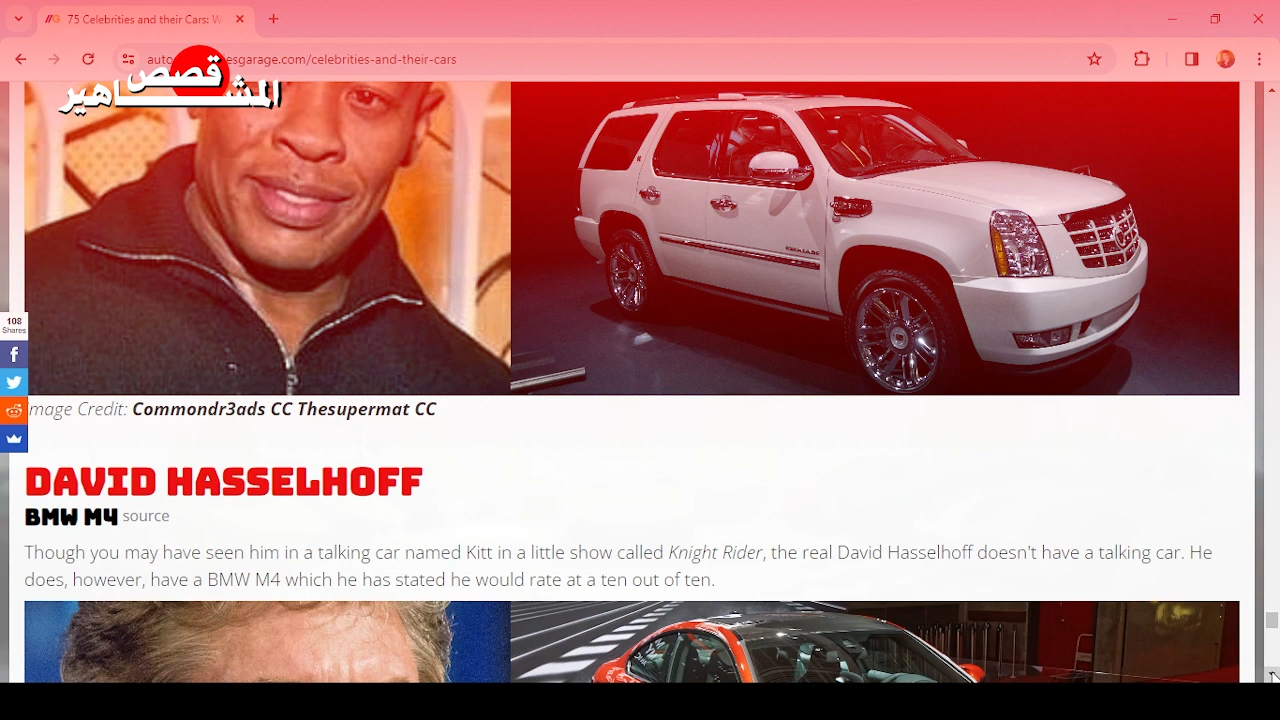 75 Celebrities and their Cars: W
esgarage.com/celebrities-and-their-cars
قصص
المشاهير
108
Shares
mage Credit: Commondr3ads CC Thesupermat CC
DAVID HASSELHOFF
BMW M4 source
Though you may have seen him in a talking car named Kitt in a little show called Knight Rider, the real David Hasselhoff doesn't have a talking car. He
does, however, have a BMW M4 which he has stated he would rate at a ten out of ten.